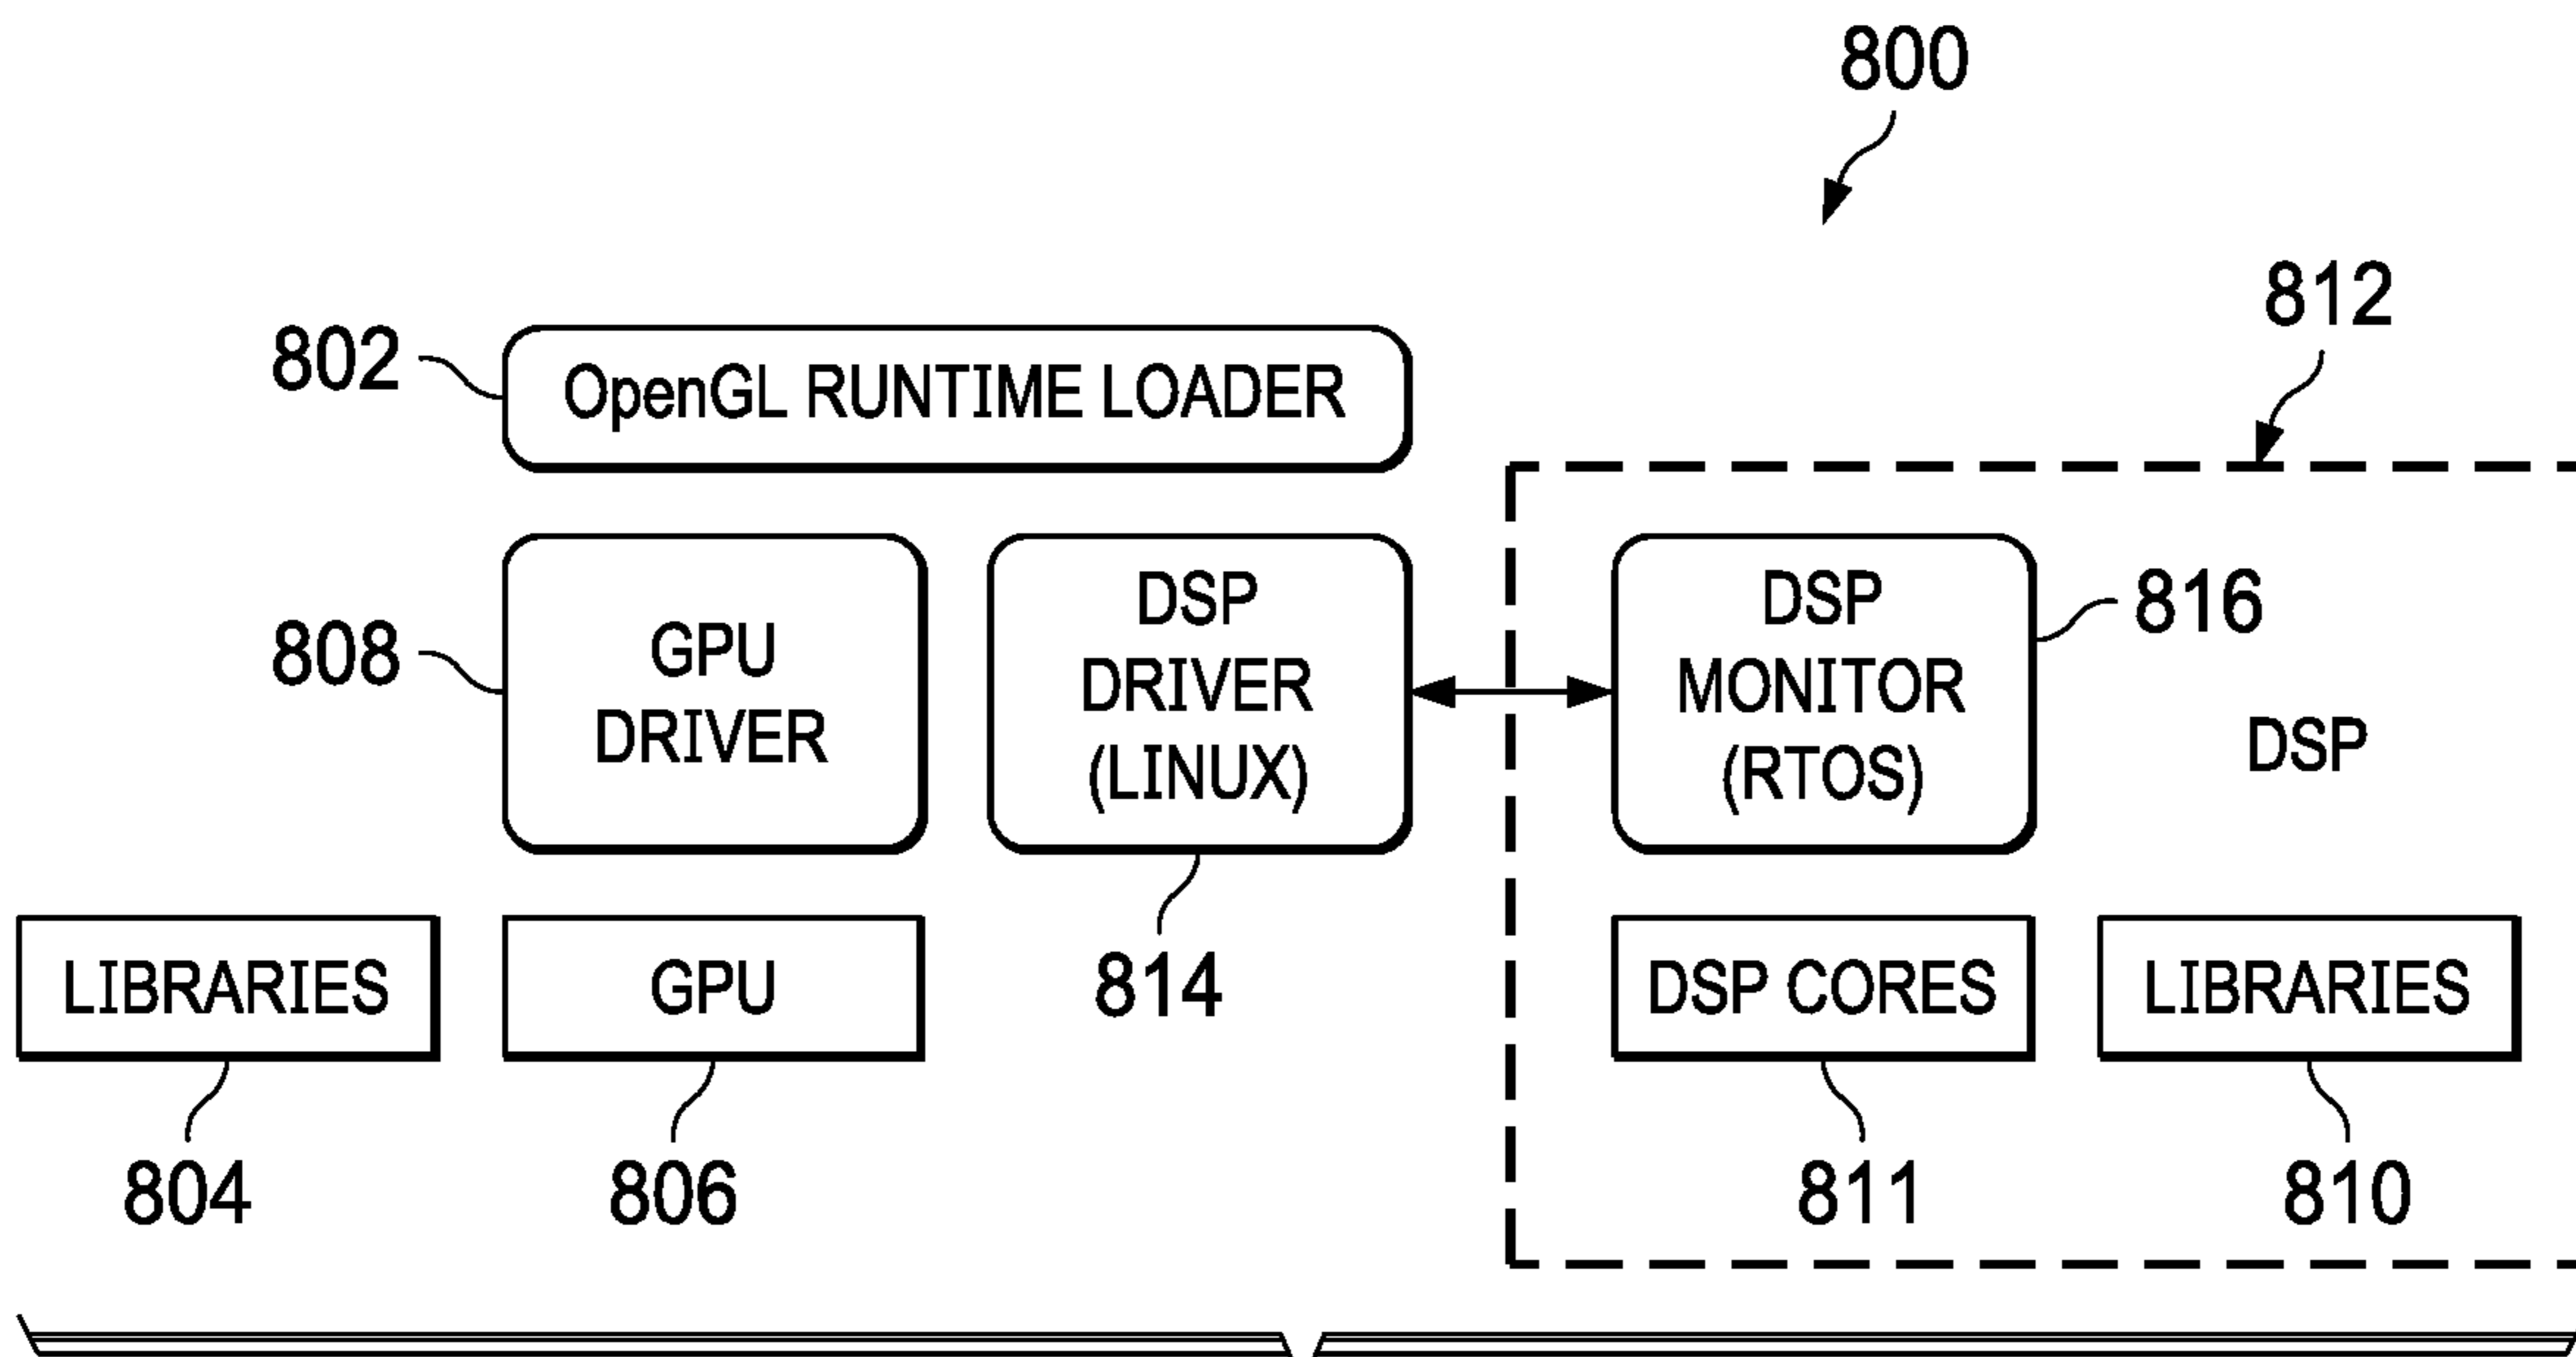 800
812
802
OpenGL RUNTIME LOADER
808
GPU
DRIVER
DSP
DRIVER
(LINUX)
DSP
MONITOR
(RTOS)
816
DSP
814
LIBRARIES
GPU
DSP CORES
LIBRARIES
804
806
811
810